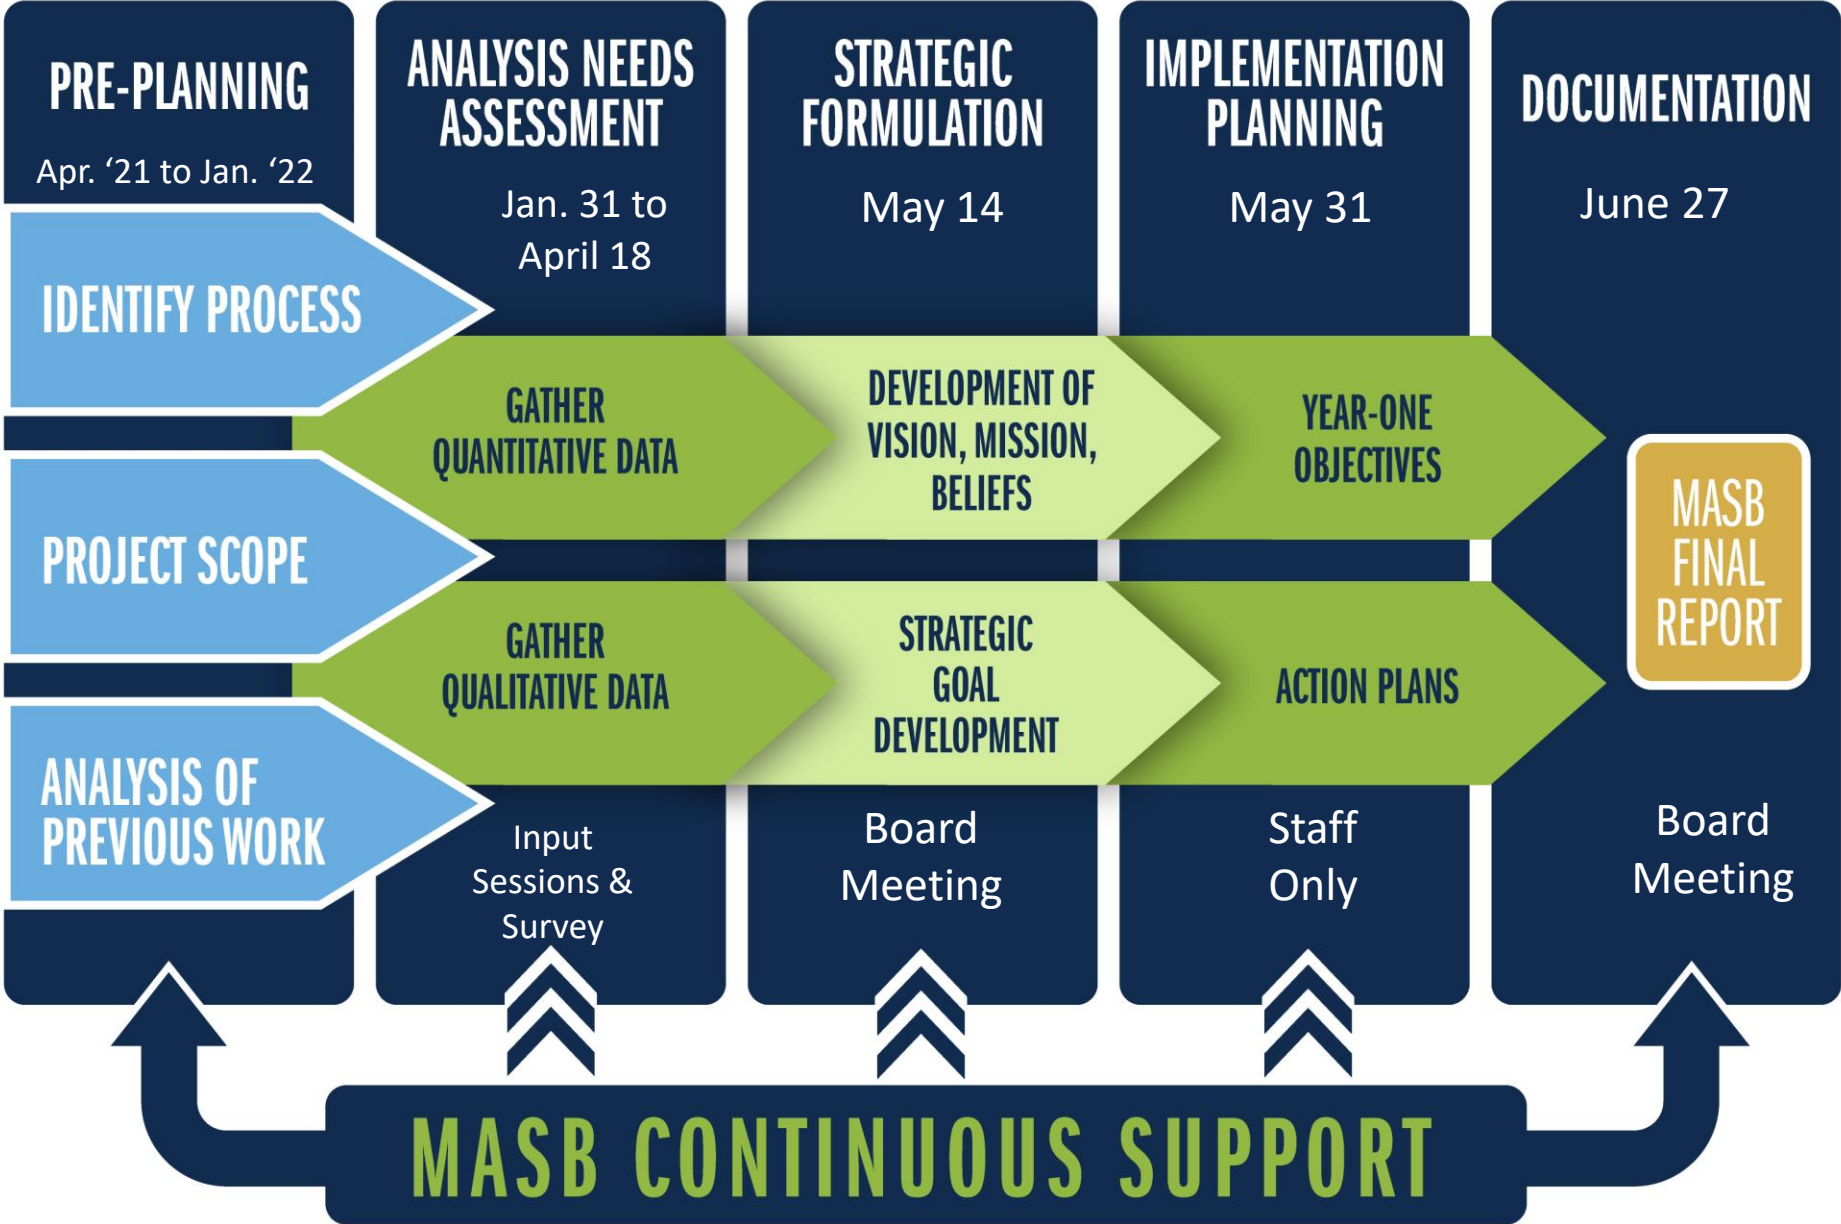 PRE-PLANNING
Apr. ‘21 to Jan. ‘22
IDENTIFY PROCESS
PROJECT SCOPE
ANALYSIS OF
PREVIOUS WORK
ANALYSIS NEEDS
ASSESSMENT
Jan. 31 to
April 18
GATHER
QUANTITATIVE DATA
GATHER
QUALITATIVE DATA
Input
Sessions &
Survey
STRATEGIC
FORMULATION
May 14
DEVELOPMENT OF
VISION, MISSION,
BELIEFS
STRATEGIC
GOAL
DEVELOPMENT
Board
Meeting
IMPLEMENTATION
PLANNING
May 31
YEAR-ONE
OBJECTIVES
ACTION PLANS
Staff
Only
DOCUMENTATION
June 27
MASB
FINAL
REPORT
Board
Meeting
MASB CONTINUOUS SUPPORT